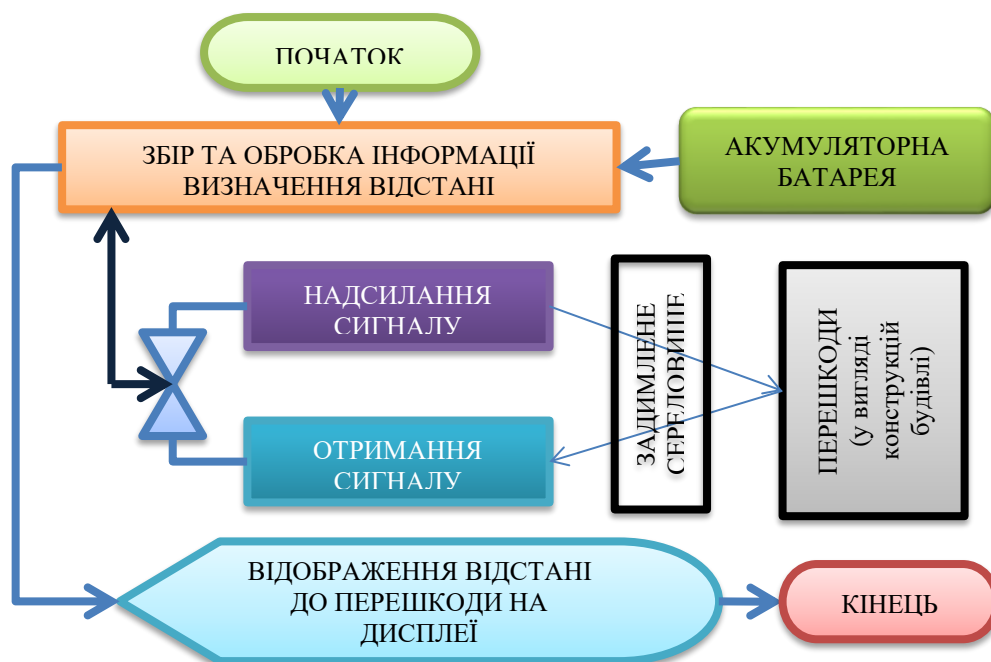 ПОЧАТОК
ЗБІР ТА ОБРОБКА ІНФОРМАЦІЇ
ВИЗНАЧЕННЯ ВІДСТАНІ
АКУМУЛЯТОРНА
БАТАРЕЯ
НАДСИЛАННЯ
СИГНАЛУ
ЗАДИМЛЕНЕ
СЕРЕДОВИЩЕ
ПЕРЕШКОДИ
(у вигляді
конструкцій
будівлі)
ОТРИМАННЯ
СИГНАЛУ
ВІДОБРАЖЕННЯ ВІДСТАНІ
ДО ПЕРЕШКОДИ НА
ДИСПЛЕЇ
КІНЕЦЬ